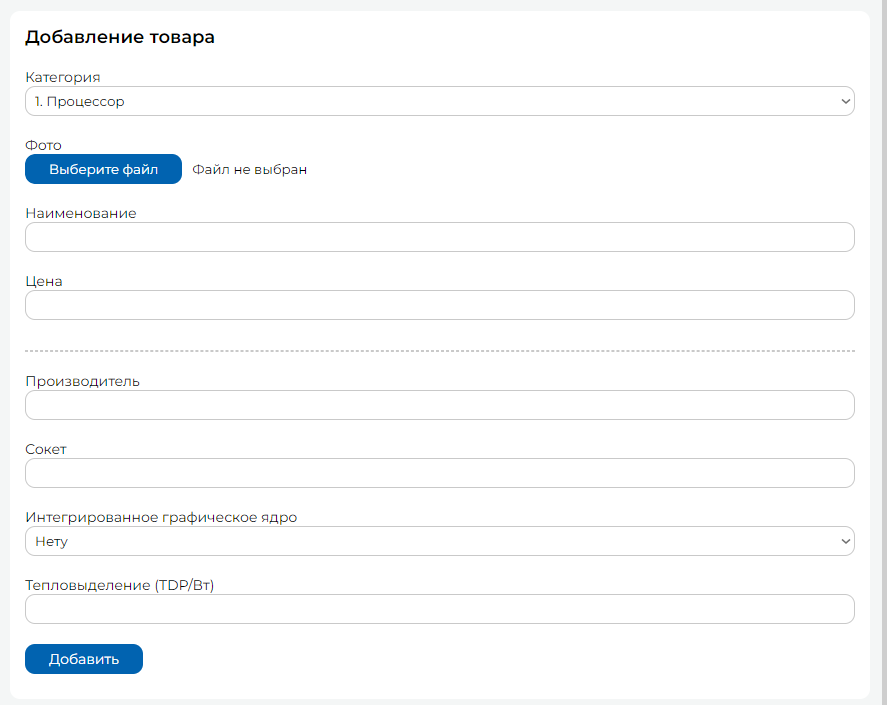 Добавление товара
Категория
1. Процессор
Фото
Выберите файл Файл не выбран
Наименование
Цена
Производитель
Сокет
Интегрированное графическое ядро
Нету
Тепловыделение (TDP/Вт)
Добавить